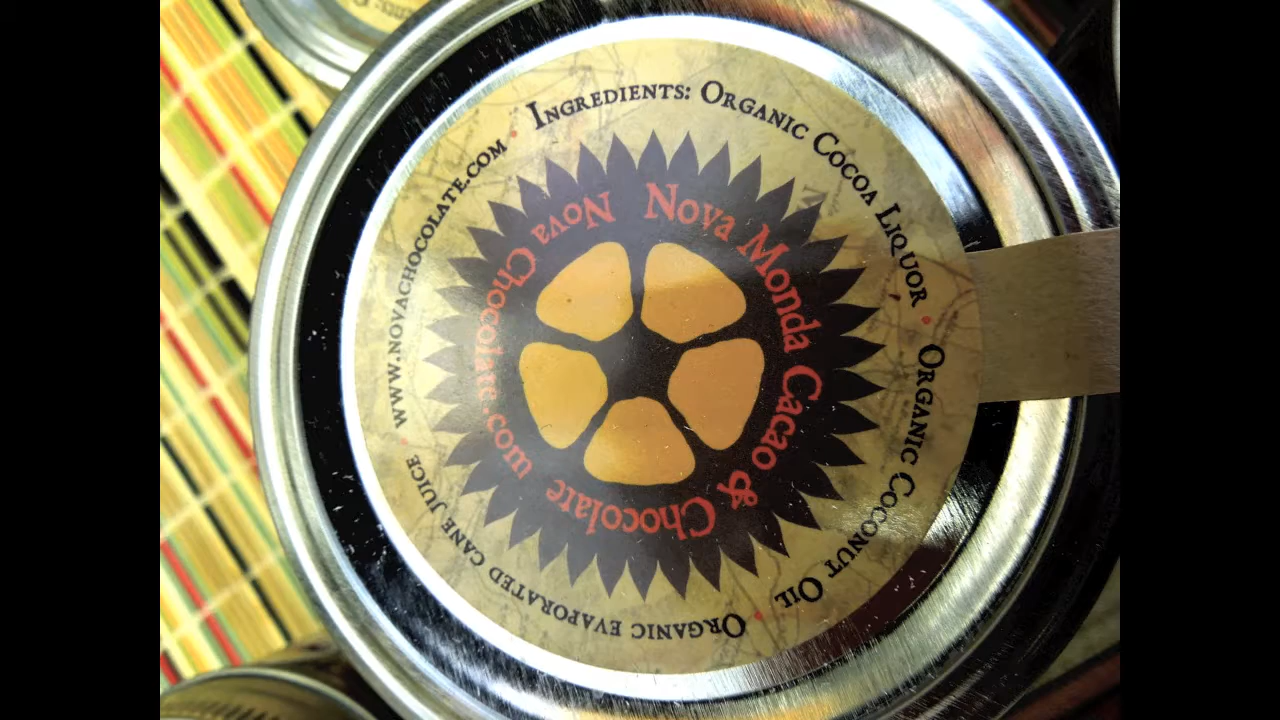 Ingredients: Organic Cocoa Liquor • Organic Coconut Oil • Organic evaporated cane juice • www.novachocolate.com •
Nova Monda Cacao & Chocolate
Nova Chocolate.com